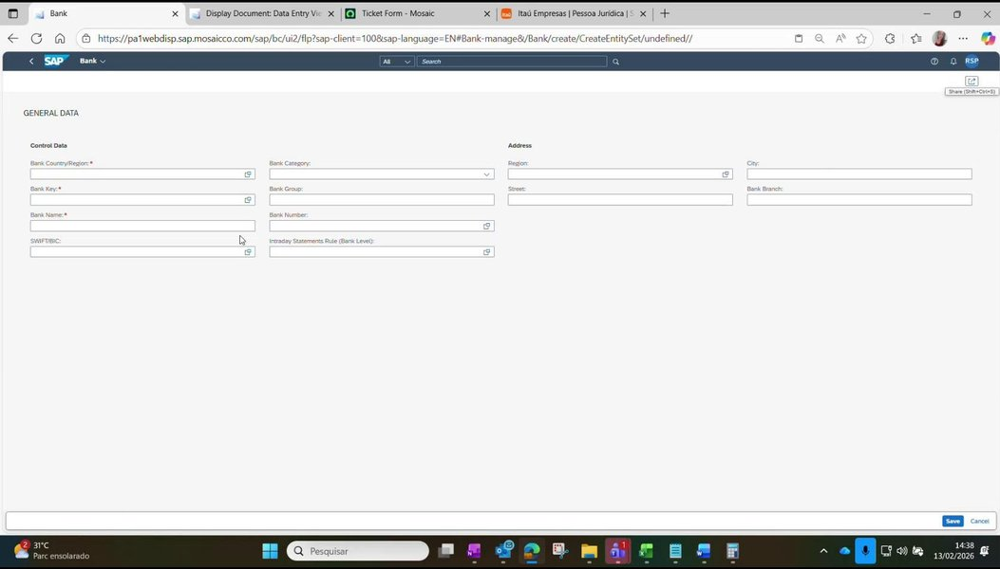 Bank
Display Document: Data Entry Vie
Ticket Form - Mosaic
Itaú Empresas | Pessoa Jurídica | S
https://pa1webdisp.sap.mosaicco.com/sap/bc/ui2/flp?sap-client=100&sap-language=EN#Bank-manage&/Bank/create/CreateEntitySet/undefined//
SAP
Bank
All
Search
RSP
Share (Shift+Ctrl+S)
GENERAL DATA
Control Data
Address
Bank Country/Region: *
Bank Category:
Region:
City:
Bank Key: *
Bank Group:
Street:
Bank Branch:
Bank Name: *
Bank Number:
SWIFT/BIC:
Intraday Statements Rule (Bank Level):
Save
Cancel
2
31°C
Parc ensolarado
Pesquisar
1
14:38
13/02/2026